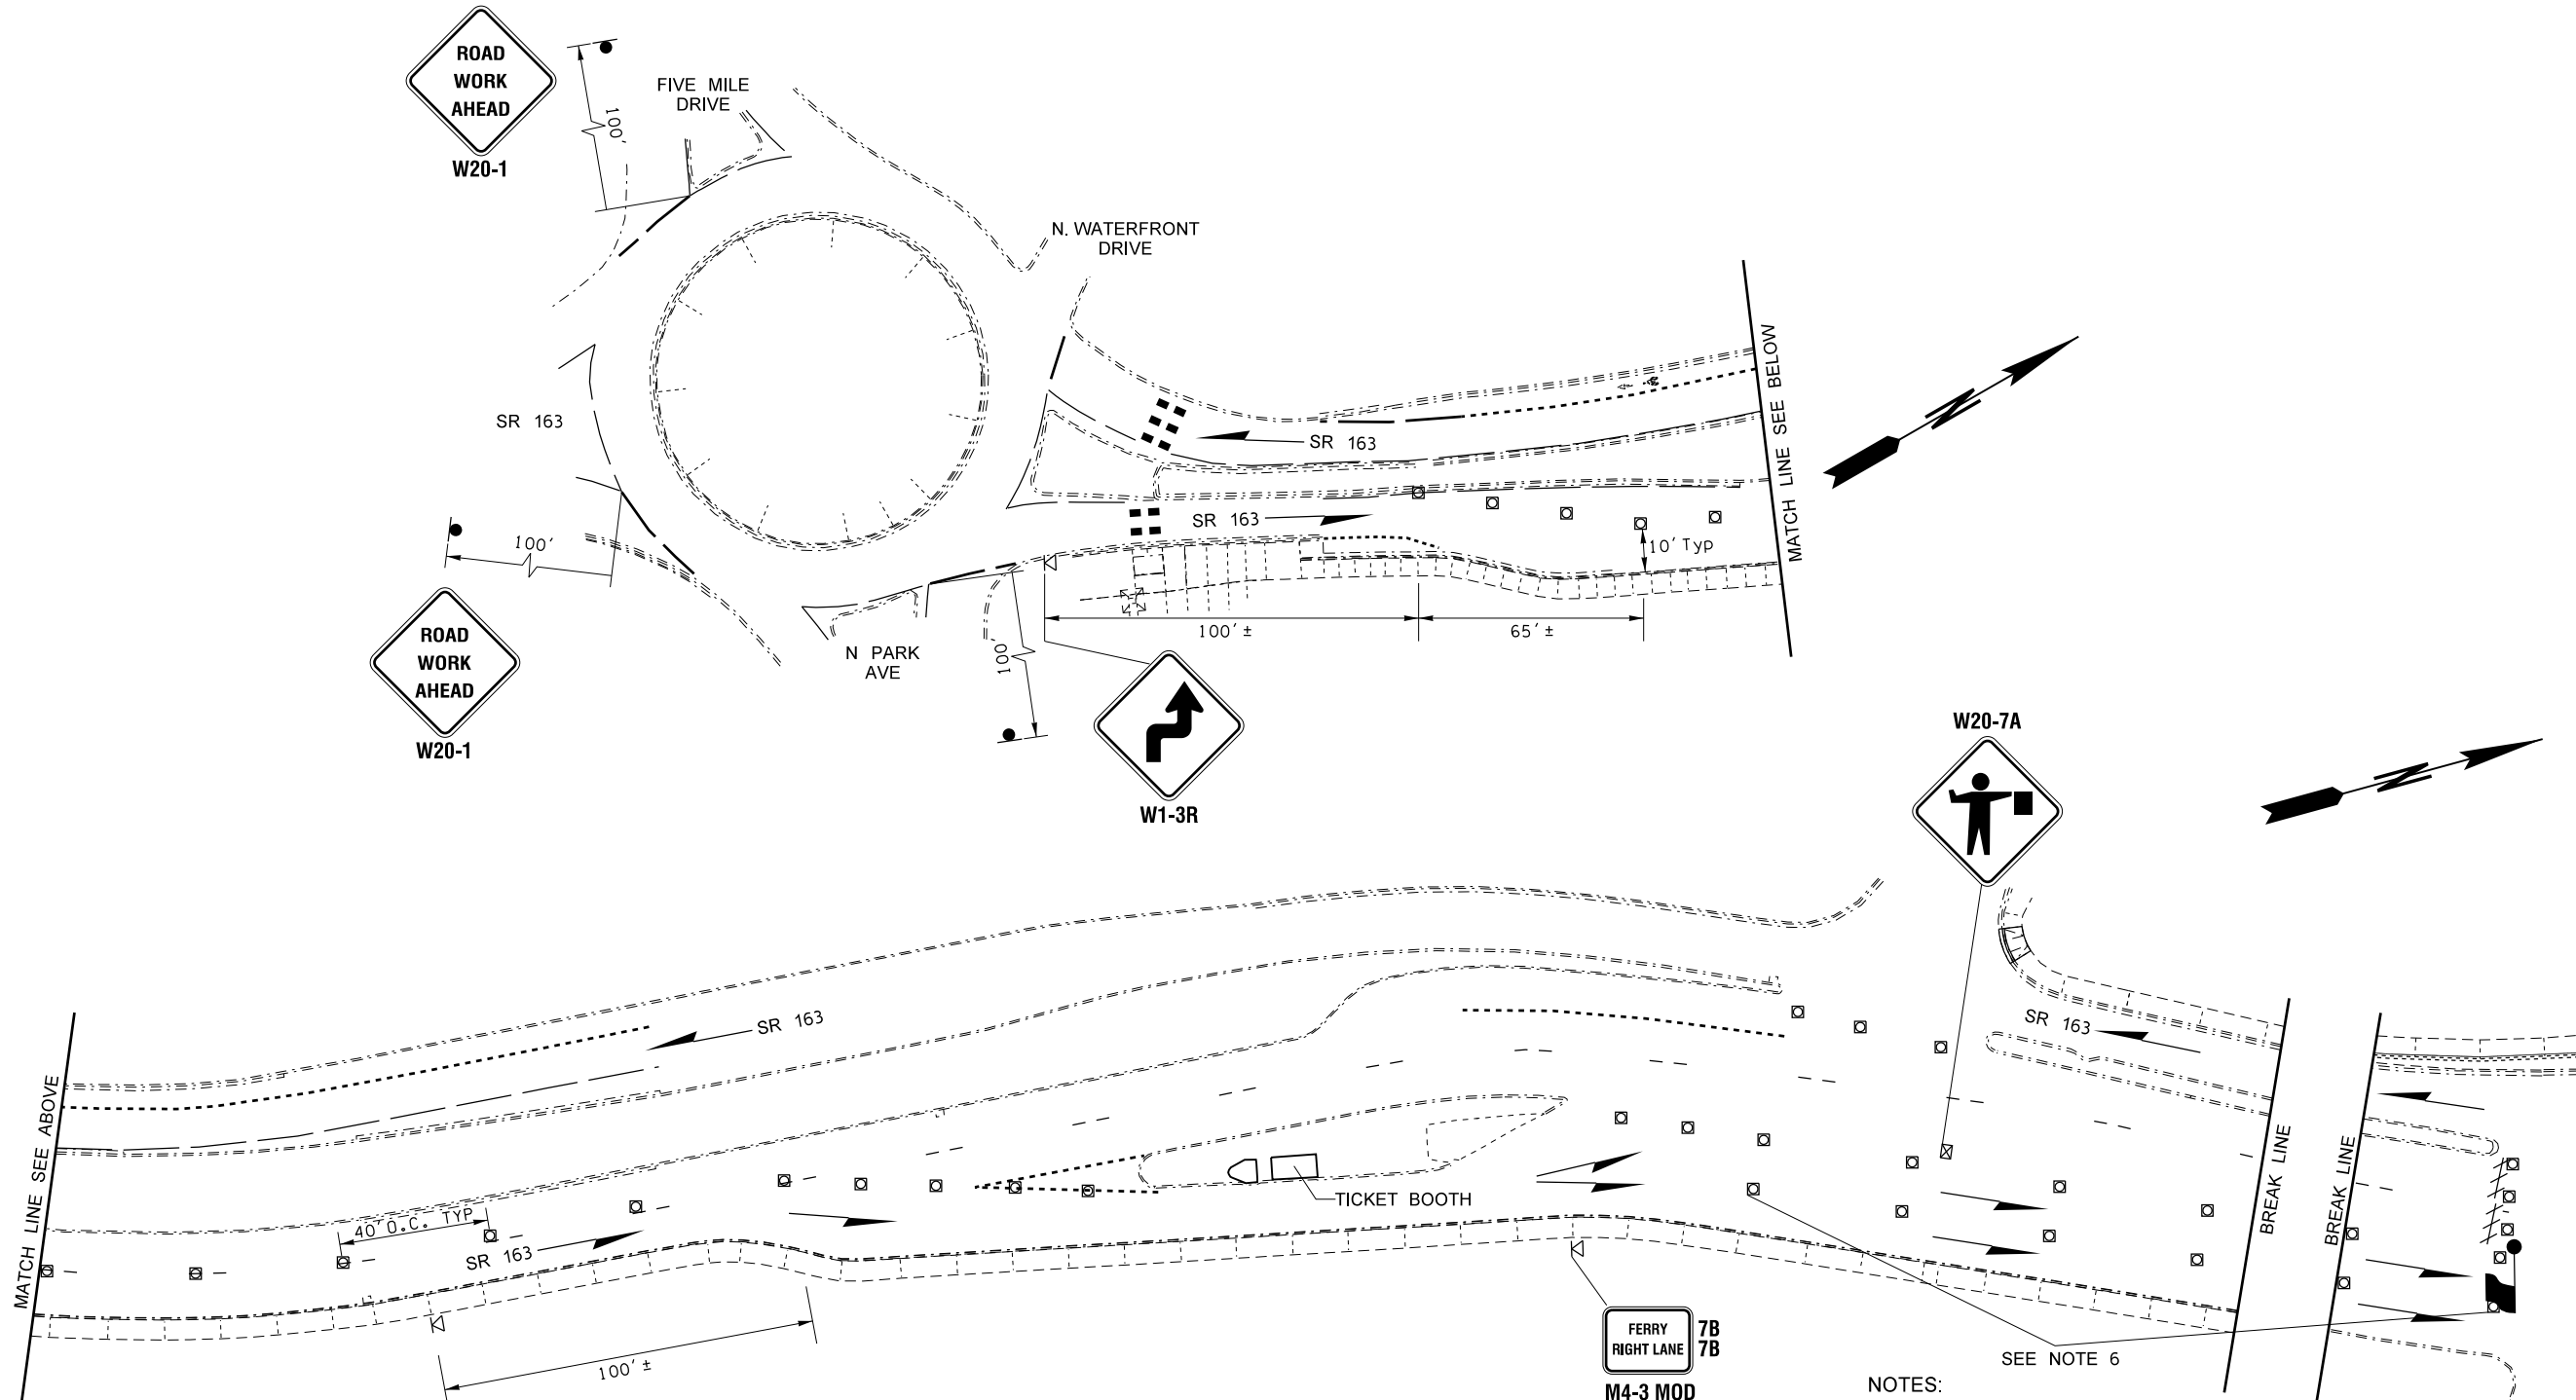 ROAD
WORK
AHEAD
W20-1
100'
FIVE MILE
DRIVE
N. WATERFRONT
DRIVE
SR 163
SR 163
SR 163
MATCH LINE SEE BELOW
10' Typ
100'
ROAD
WORK
AHEAD
W20-1
N PARK
AVE
100'
100' ±
65' ±
W1-3R
W20-7A
SR 163
SR 163
MATCH LINE SEE ABOVE
40' O.C. TYP
SR 163
TICKET BOOTH
BREAK LINE
BREAK LINE
100' ±
FERRY
RIGHT LANE
7B
7B
M4-3 MOD
SEE NOTE 6
NOTES: